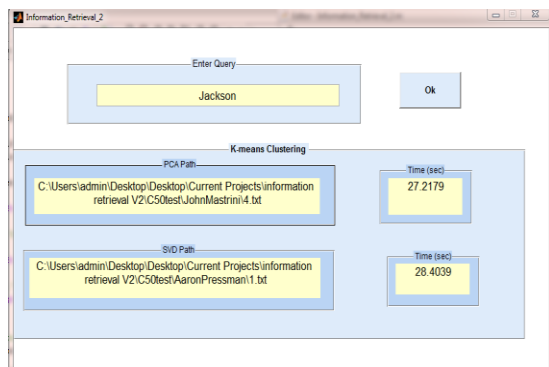 Information_Retrieval_2
Enter Query
Jackson
Ok
K-means Clustering
PCA Path
C:\Users\admin\Desktop\Desktop\Current Projects\information
retrieval V2\C50test\JohnMastrini\4.txt
Time (sec)
27.2179
SVD Path
C:\Users\admin\Desktop\Desktop\Current Projects\information
retrieval V2\C50test\AaronPressman\1.txt
Time (sec)
28.4039